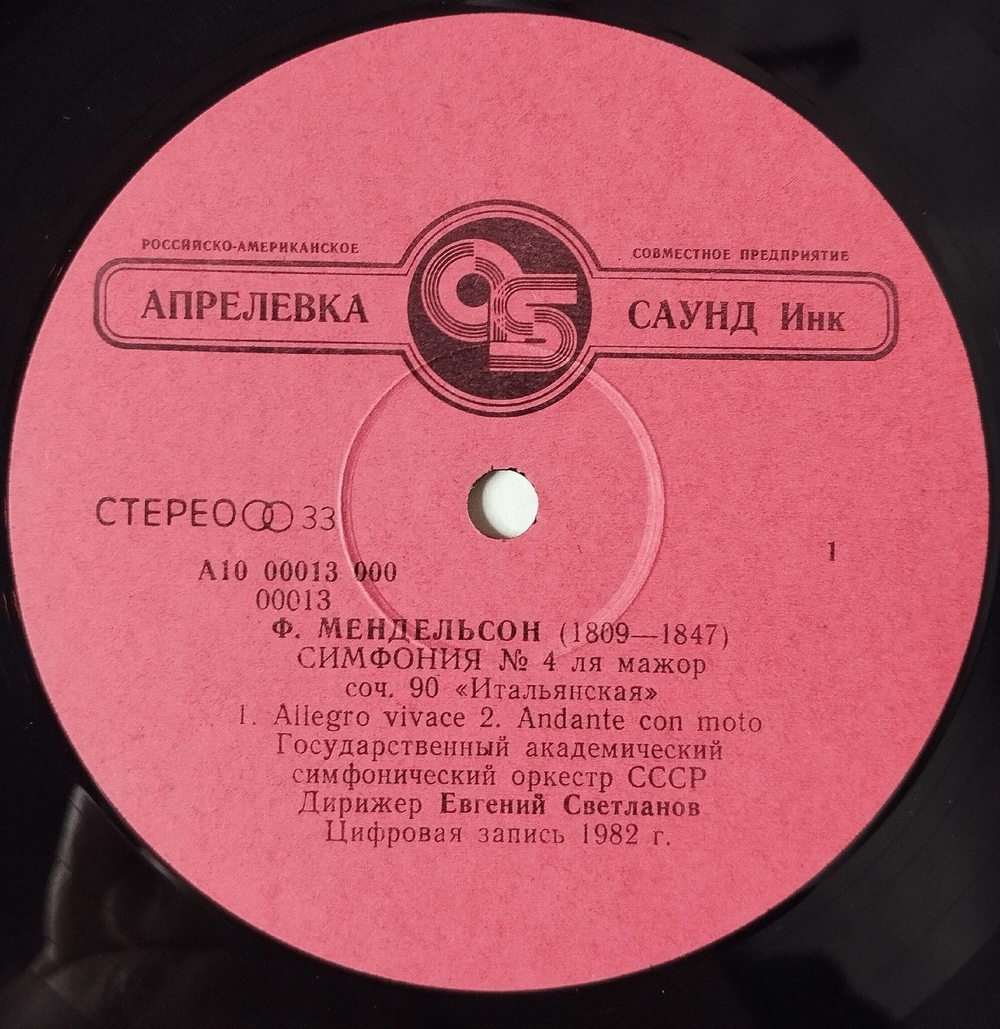 РОССИЙСКО-АМЕРИКАНСКОЕ
СОВМЕСТНОЕ ПРЕДПРИЯТИЕ
АПРЕЛЕВКА
САУНД Инк
СТЕРЕО 33
1
А10 00013 000
00013
Ф. МЕНДЕЛЬСОН (1809—1847)
СИМФОНИЯ № 4 ля мажор
соч. 90 «Итальянская»
1. Allegro vivace 2. Andante con moto
Государственный академический
симфонический оркестр СССР
Дирижер Евгений Светланов
Цифровая запись 1982 г.